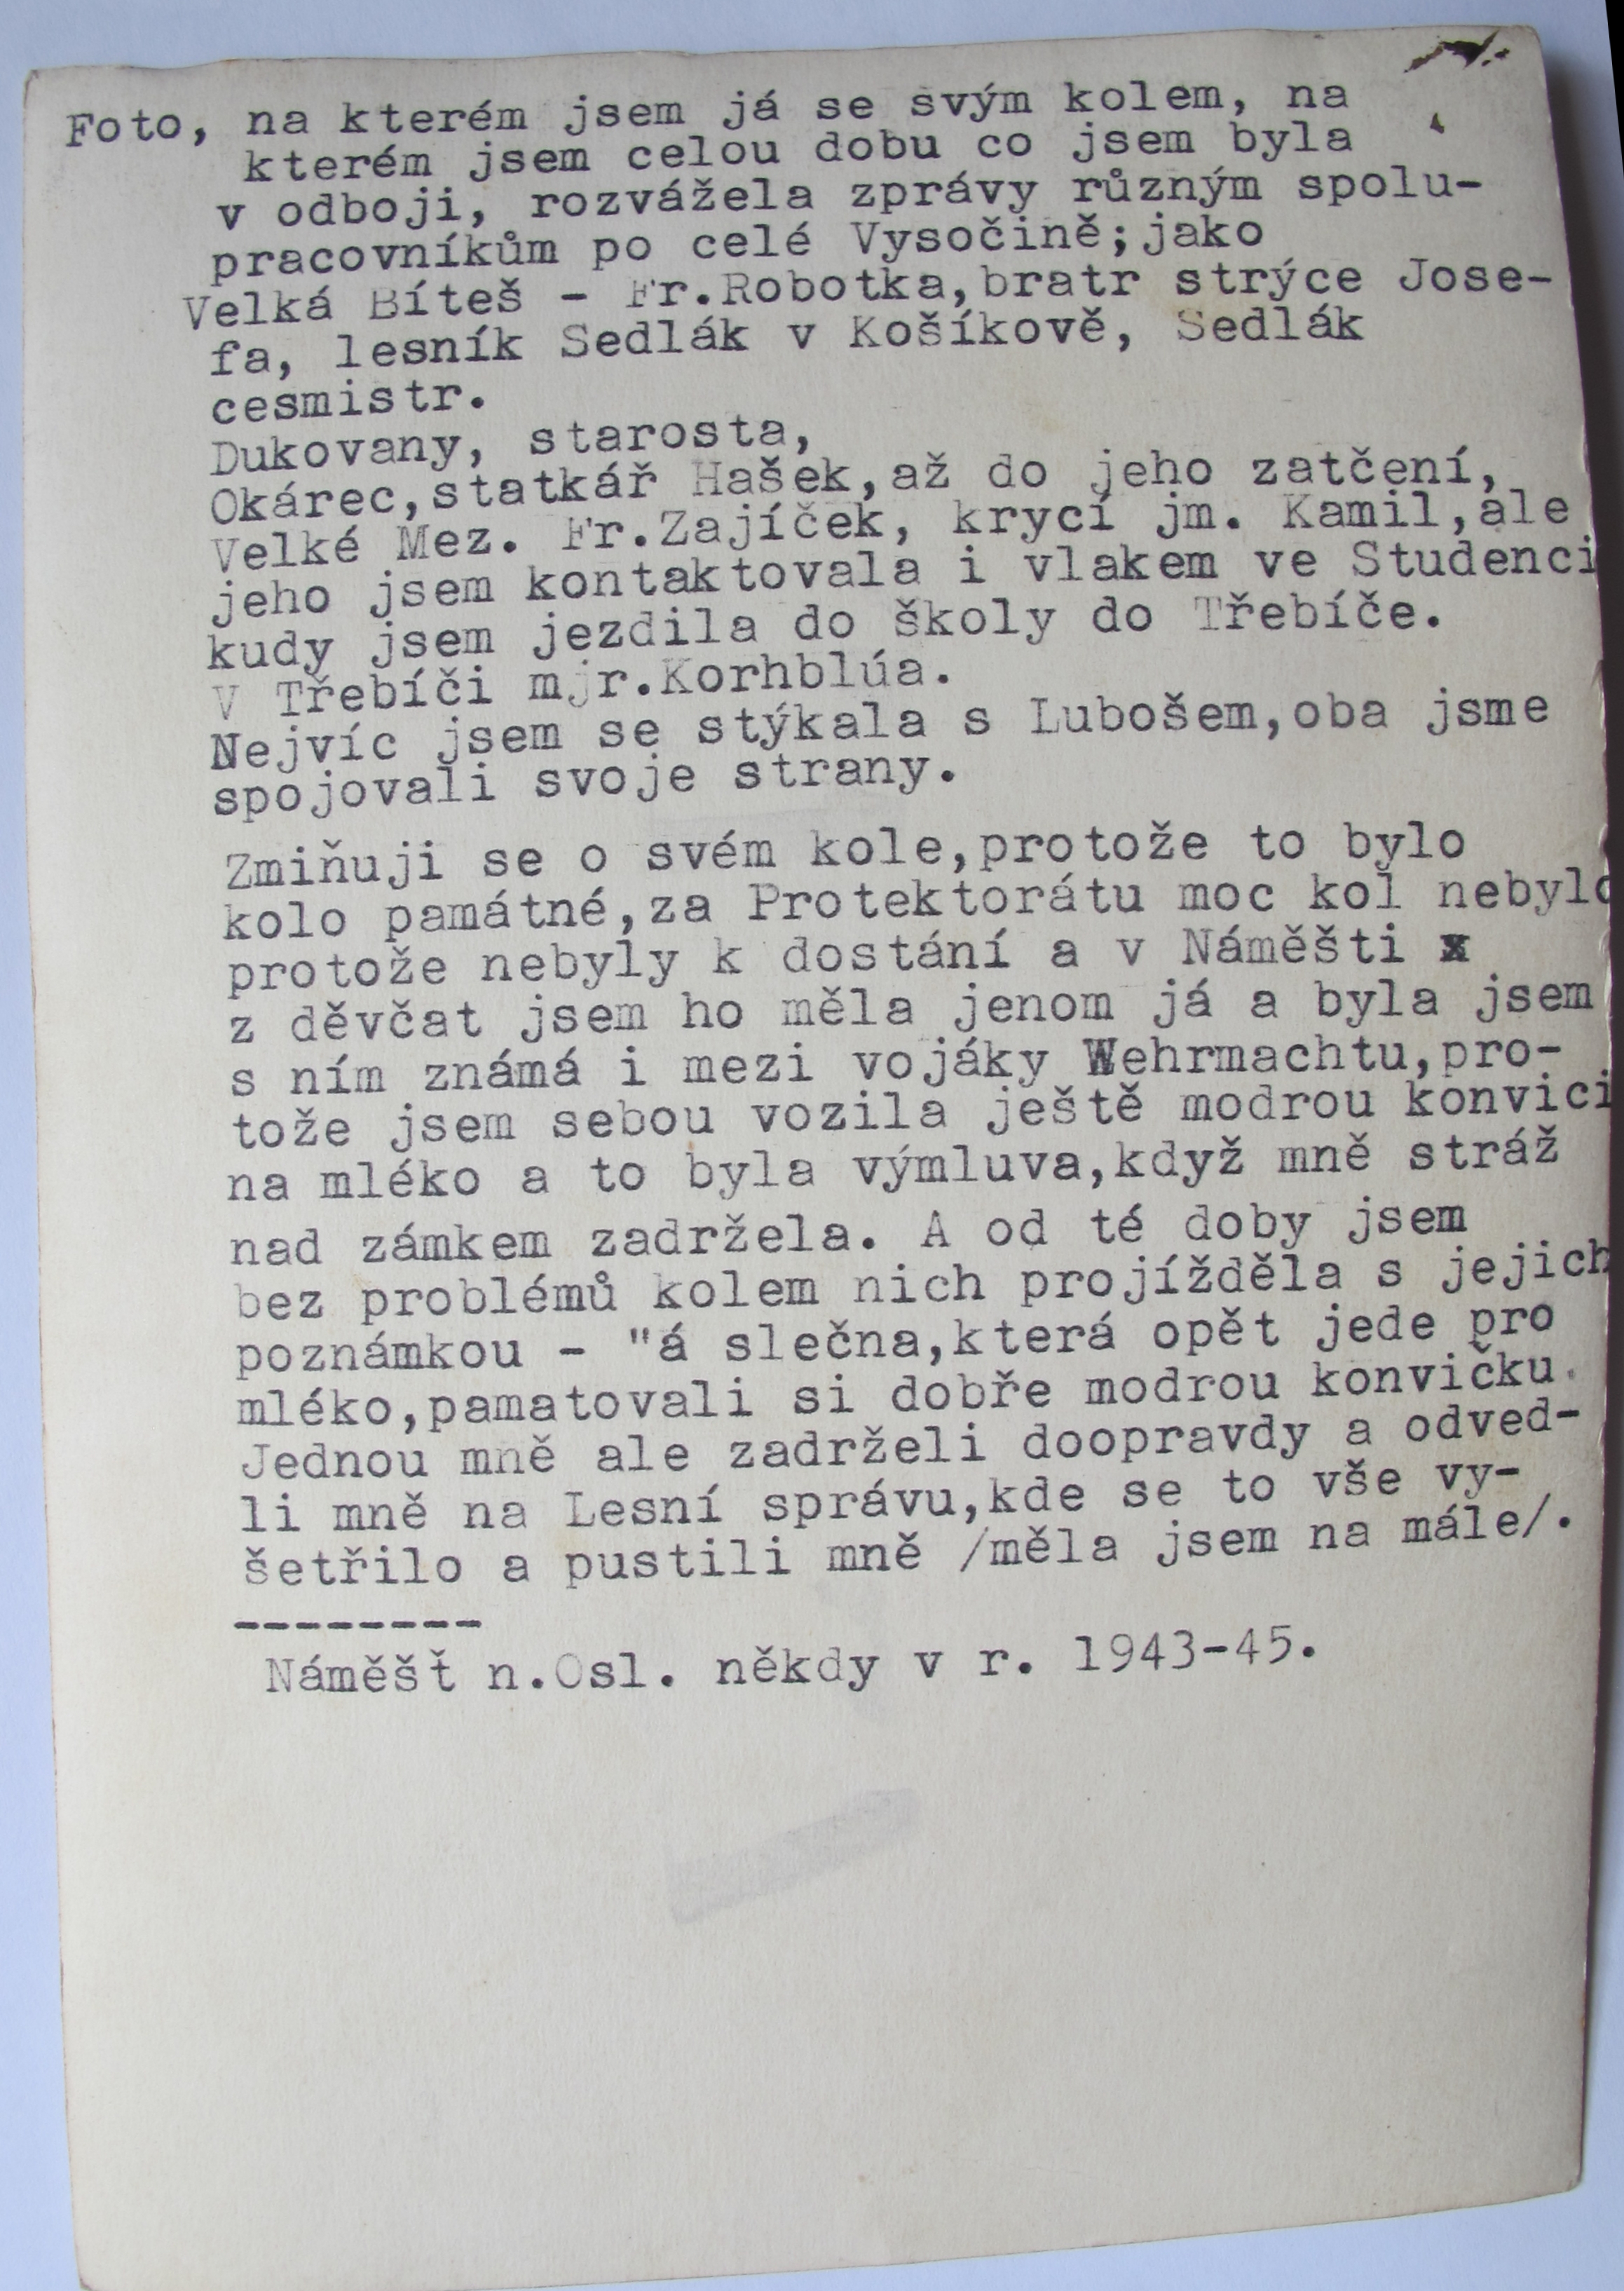 Foto, na kterém jsem já se svým kolem, na
kterém jsem celou dobu co jsem byla
v odboji, rozvážela zprávy různým spolu-
pracovníkům po celé Vysočině;jako
Velká Bíteš - Fr.Robotka,bratr strýce Jose-
fa, lesník Sedlák v Košíkově, Sedlák
cesmistr.
Dukovany, starosta,
Okárec,statkář Hašek,až do jeho zatčení,
Velké Mez. Fr.Zajíček, krycí jm. Kamil,ale
jeho jsem kontaktovala i vlakem ve Studenci
kudy jsem jezdila do školy do Třebíče.
V Třebíči mjr.Korhblúa.
Nejvíc jsem se stýkala s Lubošem,oba jsme
spojovali svoje strany.
Zmiňuji se o svém kole,protože to bylo
kolo památné,za Protektorátu moc kol nebylo
protože nebyly k dostání a v Náměšti x
z děvčat jsem ho měla jenom já a byla jsem
s ním známá i mezi vojáky Wehrmachtu,pro-
tože jsem sebou vozila ještě modrou konvici
na mléko a to byla výmluva,když mně stráž
nad zámkem zadržela. A od té doby jsem
bez problémů kolem nich projížděla s jejich
poznámkou - "á slečna,která opět jede pro
mléko,pamatovali si dobře modrou konvičku.
Jednou mně ale zadrželi doopravdy a odved-
li mně na Lesní správu,kde se to vše vy-
šetřilo a pustili mně /měla jsem na mále/.
--------
Náměšť n.Osl. někdy v r. 1943-45.